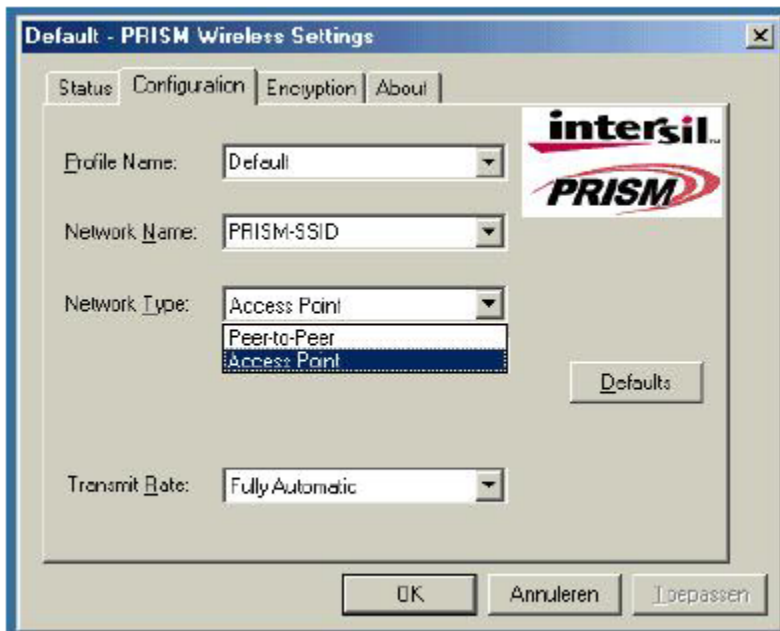 Default - PRISM Wireless Settings
Status Configuration Encryption About
intersil™
PRISM
Profile Name: Default
Network Name: PRISM-SSID
Network Type: Access Point
Peer-to-Peer
Access Point
Defaults
Transmit Rate: Fully Automatic
OK Annuleren Toepassen